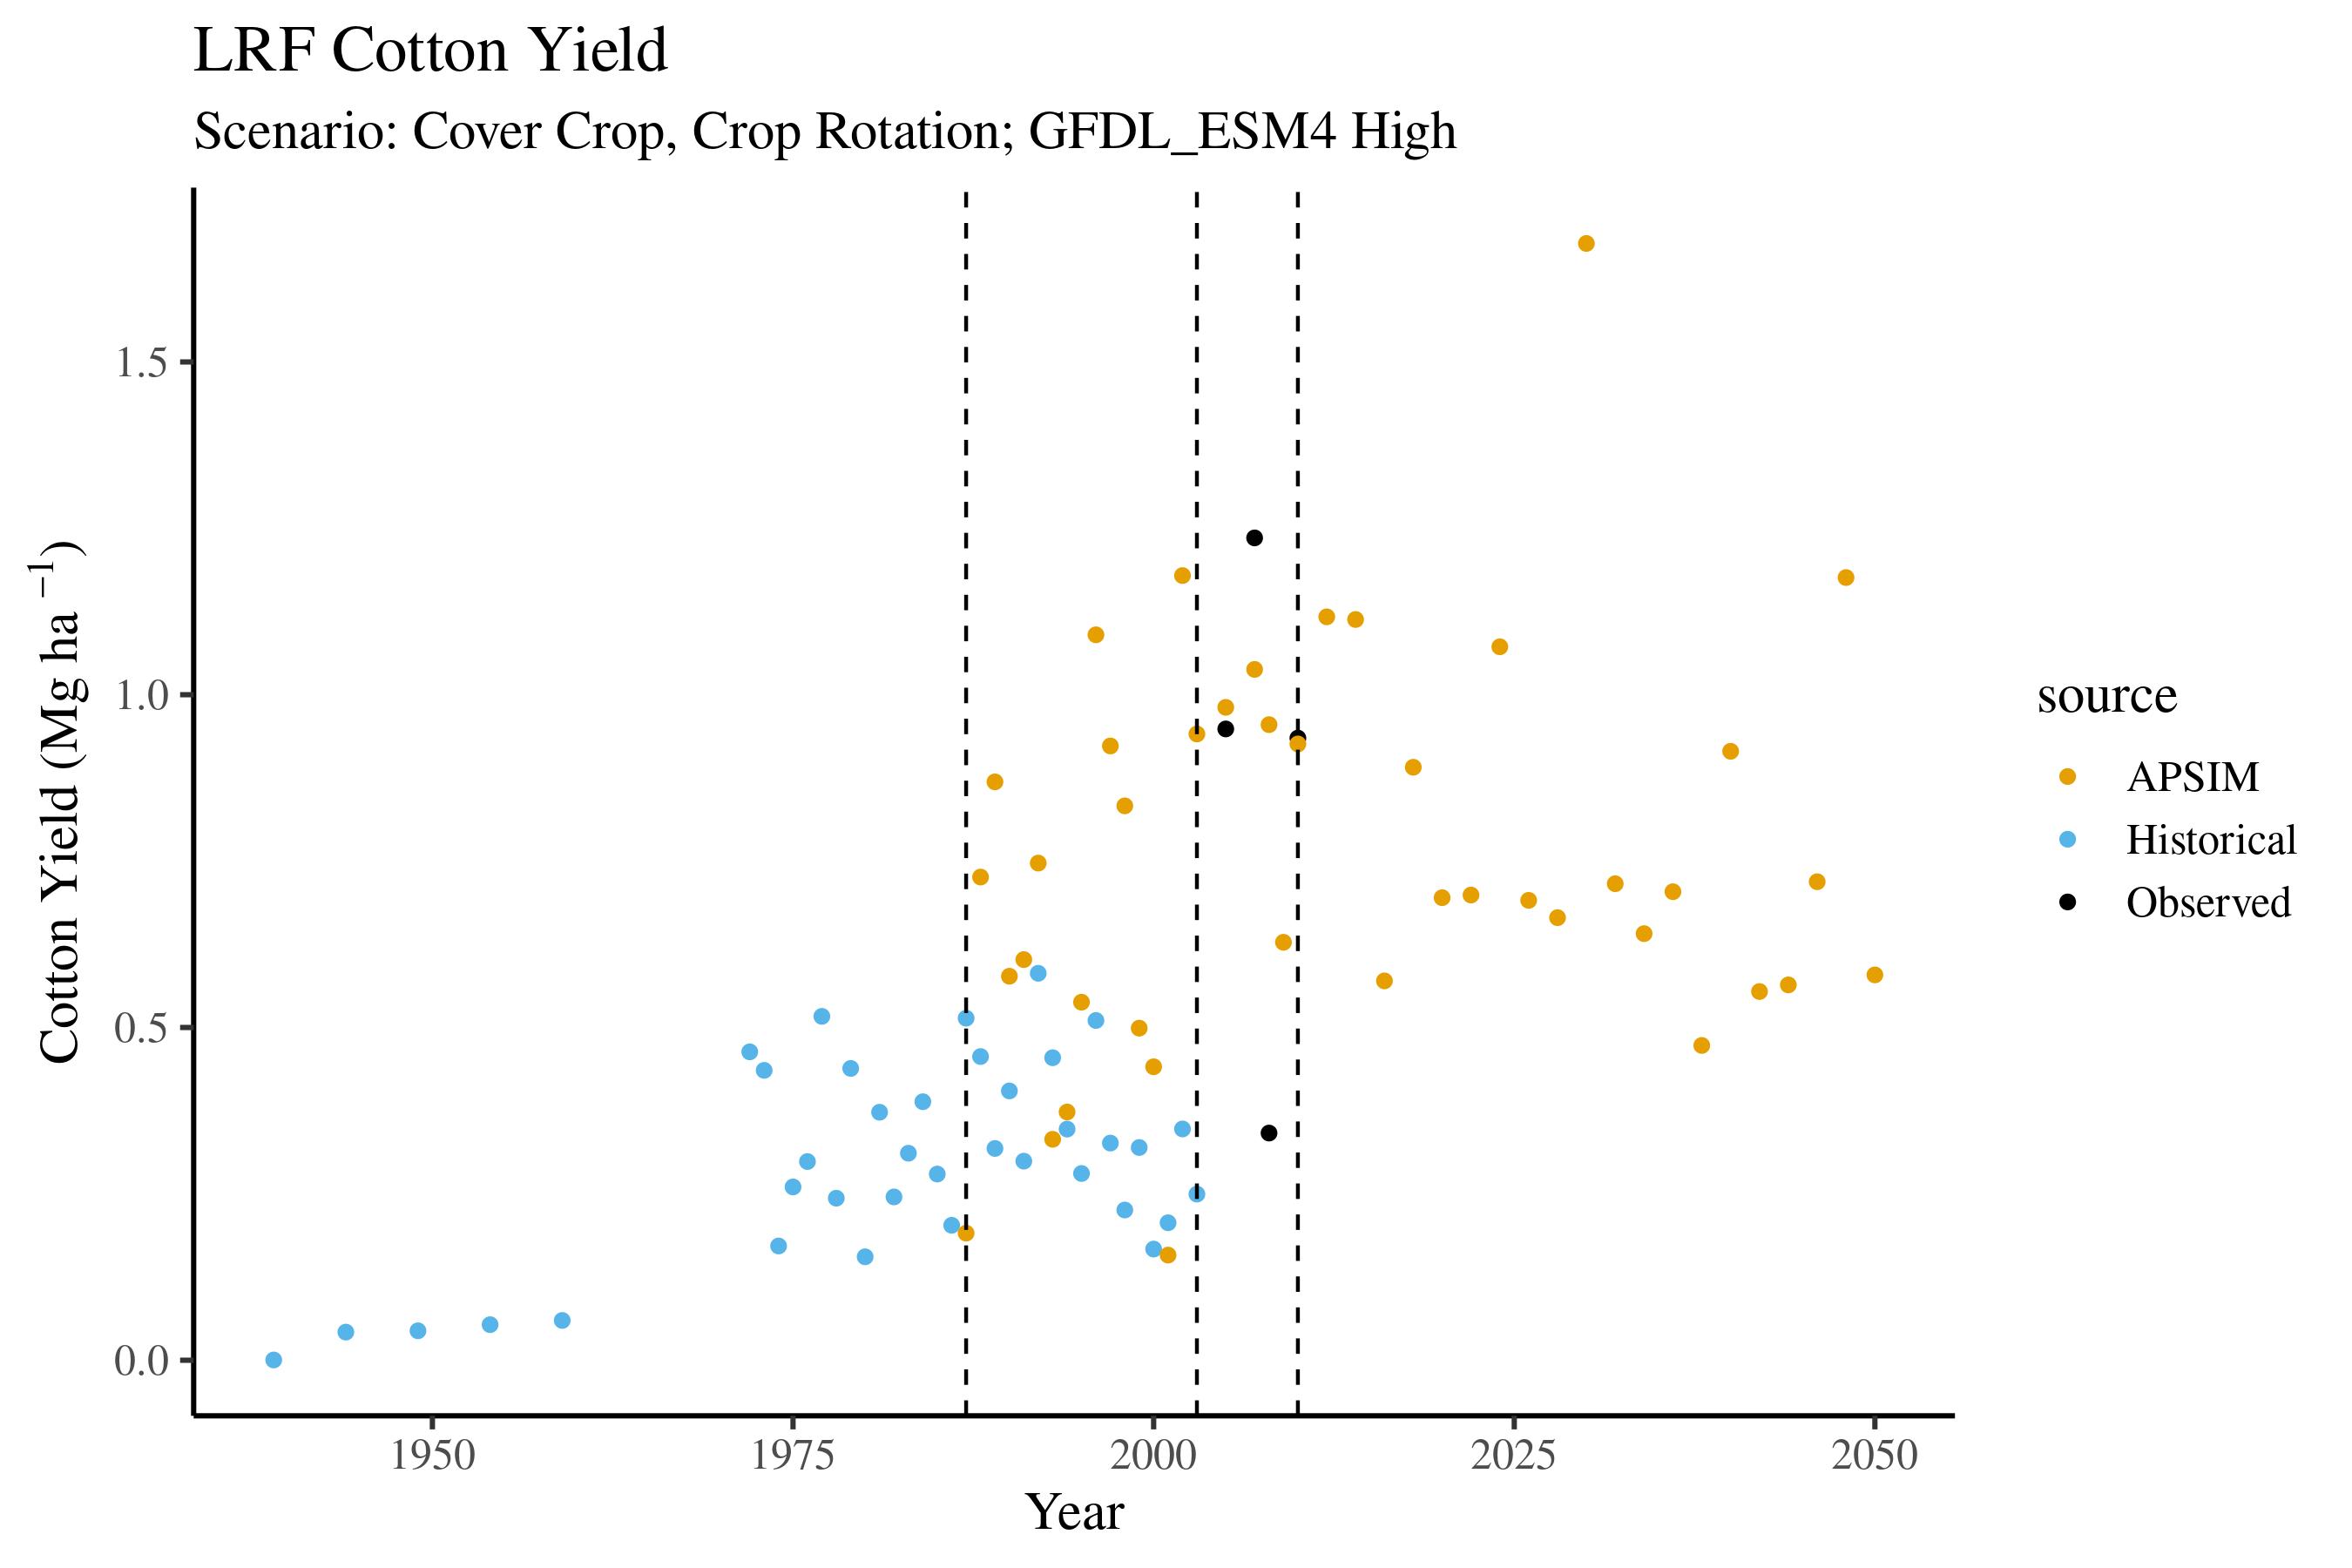 LRF Cotton Yield
Scenario: Cover Crop, Crop Rotation; GFDL_ESM4 High
Cotton Yield (Mg ha⁻¹)
1.5
1.0
0.5
0.0
1950 1975 2000 2025 2050
Year
source
APSIM
Historical
Observed